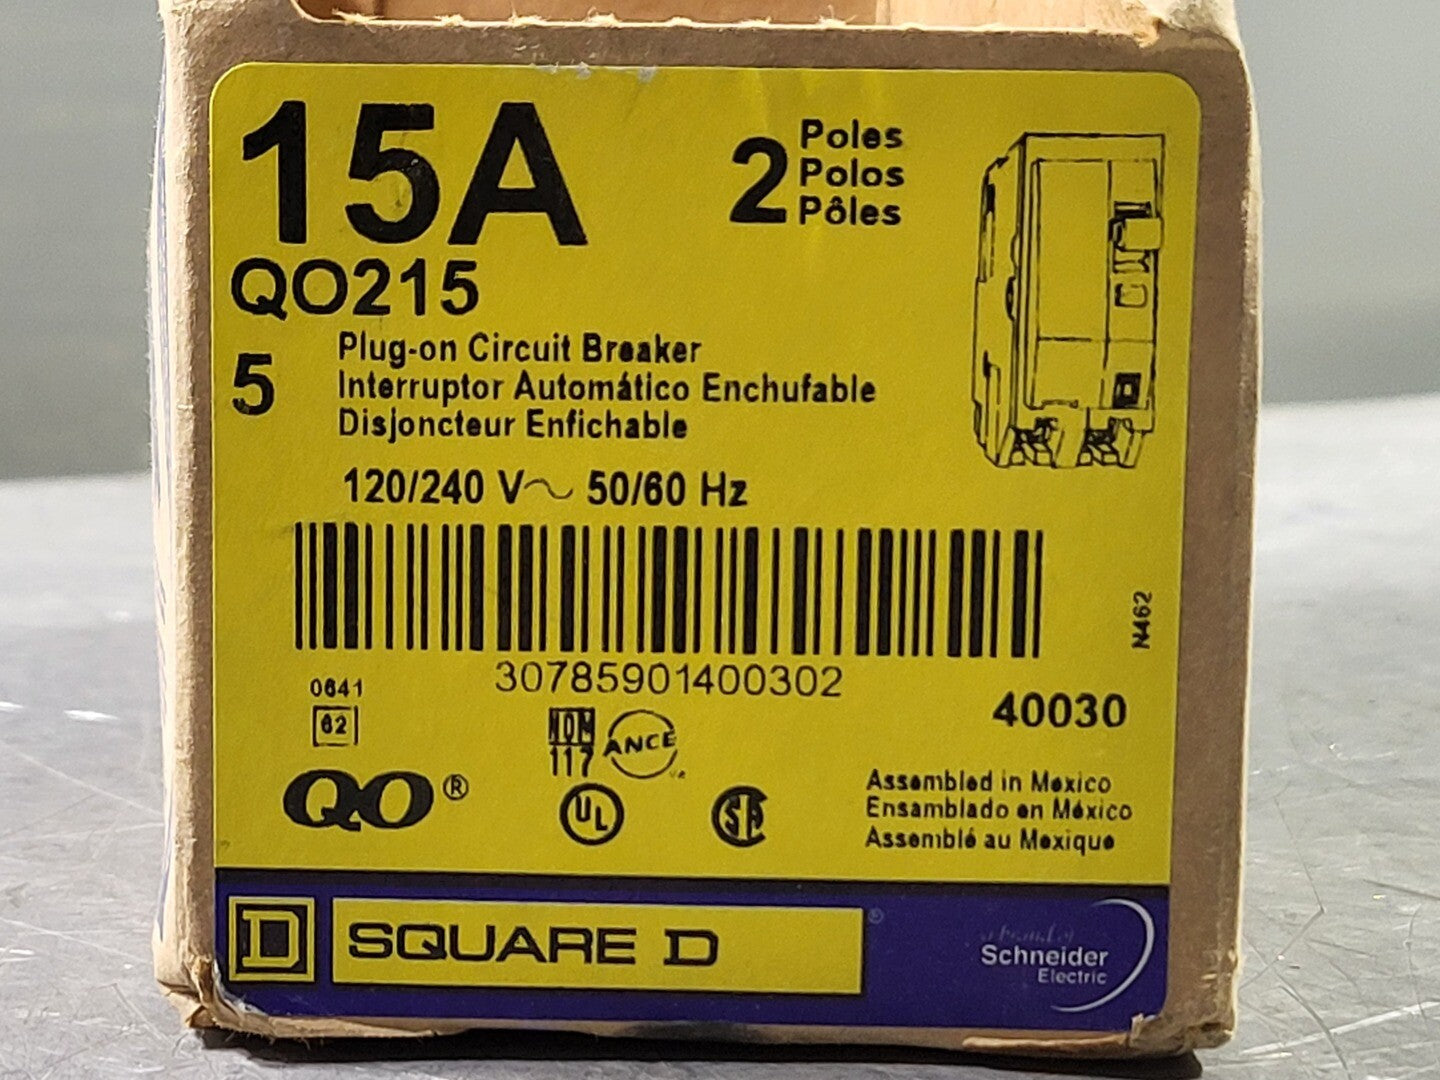 15A
2 Poles
Polos
Pôles
QO215
5
Plug-on Circuit Breaker
Interruptor Automático Enchufable
Disjoncteur Enfichable
120/240 V~ 50/60 Hz
30785901400302
N462
0641
62
40030
NOM
117
ANCE
QO®
UL
SA
Assembled in Mexico
Ensamblado en México
Assemblé au Mexique
D
SQUARE D
®
Schneider
Electric